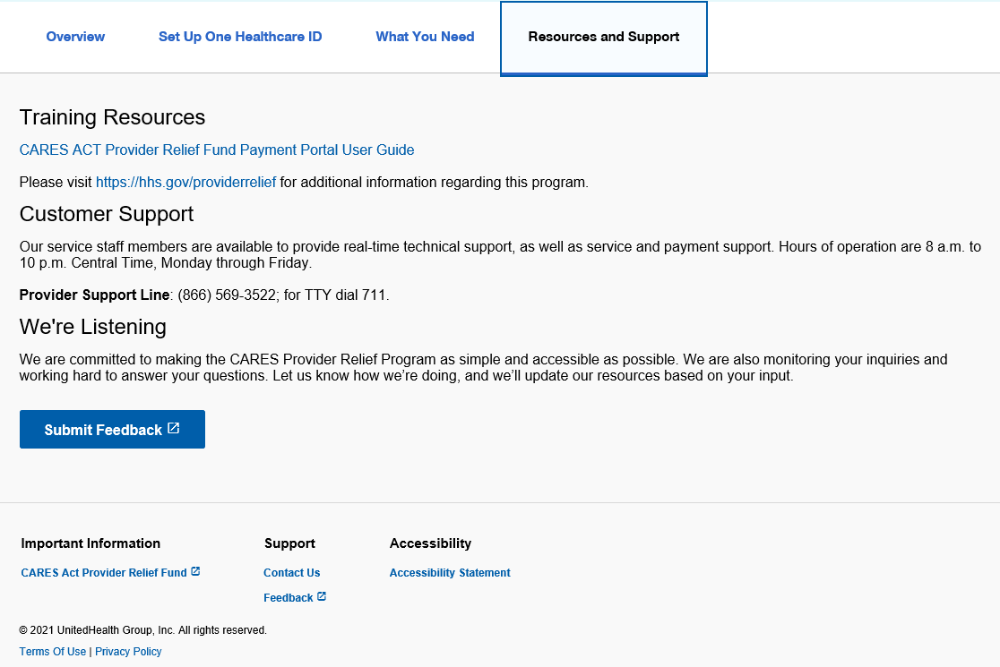 Overview Set Up One Healthcare ID What You Need Resources and Support
Training Resources
CARES ACT Provider Relief Fund Payment Portal User Guide
Please visit https://hhs.gov/providerrelief for additional information regarding this program.
Customer Support
Our service staff members are available to provide real-time technical support, as well as service and payment support. Hours of operation are 8 a.m. to
10 p.m. Central Time, Monday through Friday.
Provider Support Line: (866) 569-3522; for TTY dial 711.
We're Listening
We are committed to making the CARES Provider Relief Program as simple and accessible as possible. We are also monitoring your inquiries and
working hard to answer your questions. Let us know how we’re doing, and we’ll update our resources based on your input.
Submit Feedback
Important Information Support Accessibility
CARES Act Provider Relief Fund Contact Us Accessibility Statement
Feedback
© 2021 UnitedHealth Group, Inc. All rights reserved.
Terms Of Use | Privacy Policy